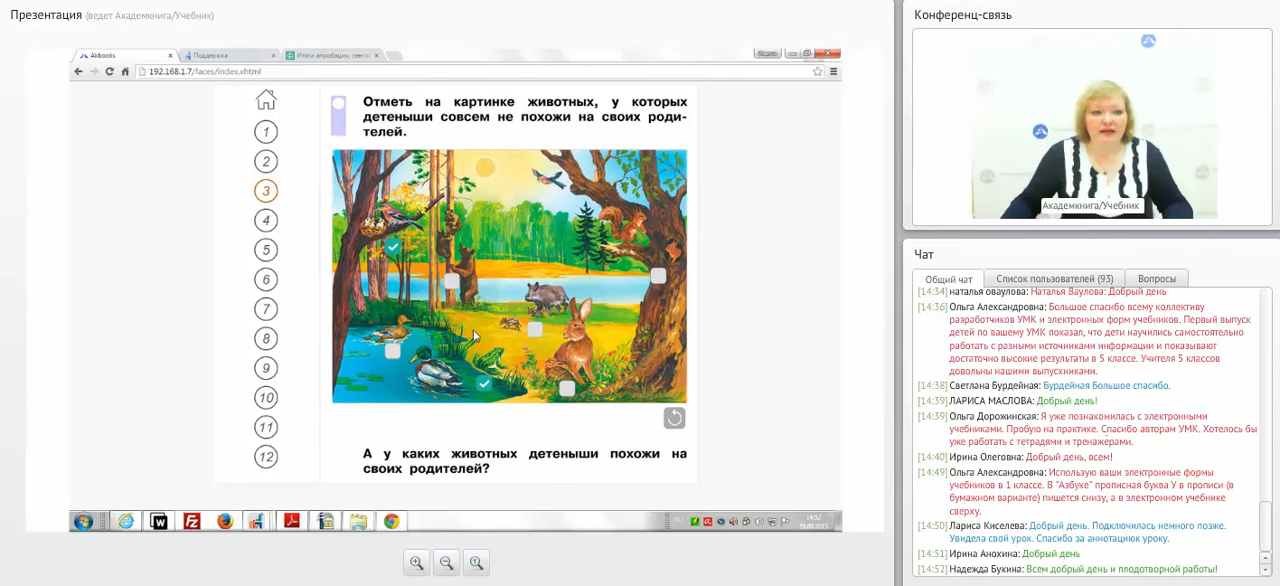 Презентация (ведет Академкнига/Учебник)
Akibooks
Поддержка
Итоги апробации, сентя
192.168.1.7/faces/index.xhtml
Отметь на картинке животных, у которых
детеныши совсем не похожи на своих роди-
телей.
1
2
3
4
5
6
7
8
9
10
11
12
А у каких животных детеныши похожи на
своих родителей?
14:52
Конференц-связь
Академкнига/Учебник
Чат
Общий чат
Список пользователей (93)
Вопросы
[14:34] наталья оваулова: Наталья Ваулова: Добрый день
[14:36] Ольга Александровна: Большое спасибо всему коллективу
разработчиков УМК и электронных форм учебников. Первый выпуск
детей по вашему УМК показал, что дети научились самостоятельно
работать с разными источниками информации и показывают
достаточно высокие результаты в 5 классе. Учителя 5 классов
довольны нашими выпускниками.
[14:38] Светлана Бурдейная: Бурдейная Большое спасибо.
[14:39] ЛАРИСА МАСЛОВА: Добрый день!
[14:39] Ольга Дорожинская: Я уже познакомилась с электронными
учебниками. Пробую на практике. Спасибо авторам УМК. Хотелось бы
уже работать с тетрадями и тренажёрами.
[14:40] Ирина Олеговна: Добрый день, всем!
[14:49] Ольга Александровна: Использую ваши электронные формы
учебников в 1 классе. В "Азбуке" прописная буква У в прописи (в
бумажном варианте) пишется снизу, а в электронном учебнике
сверху.
[14:50] Лариса Киселева: Добрый день. Подключилась немного позже.
Увидела свой урок. Спасибо за аннотациюк уроку.
[14:51] Ирина Анохина: Добрый день
[14:52] Надежда Букина: Всем добрый день и плодотворной работы!